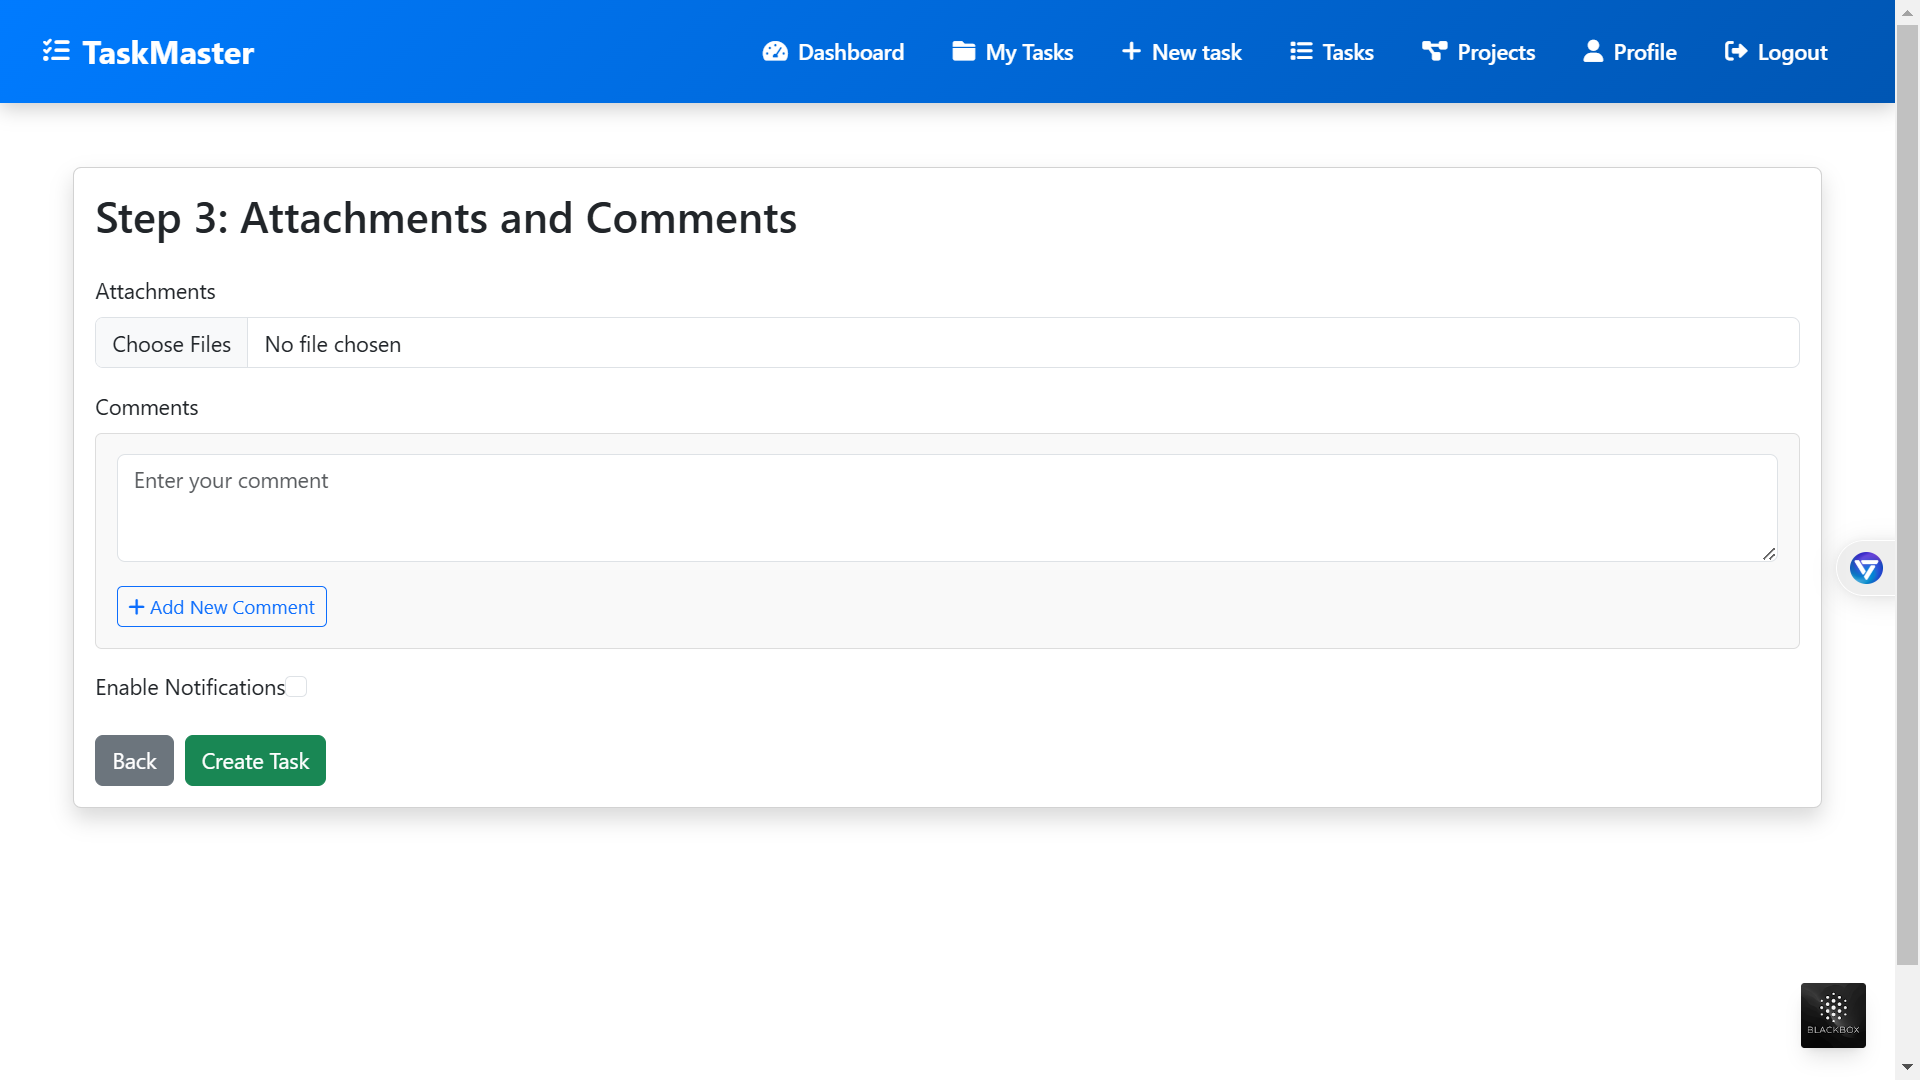 TaskMaster
Dashboard
My Tasks
New task
Tasks
Projects
Profile
Logout
Step 3: Attachments and Comments
Attachments
Choose Files No file chosen
Comments
Enter your comment
Add New Comment
Enable Notifications
Back
Create Task
BLACKBOX